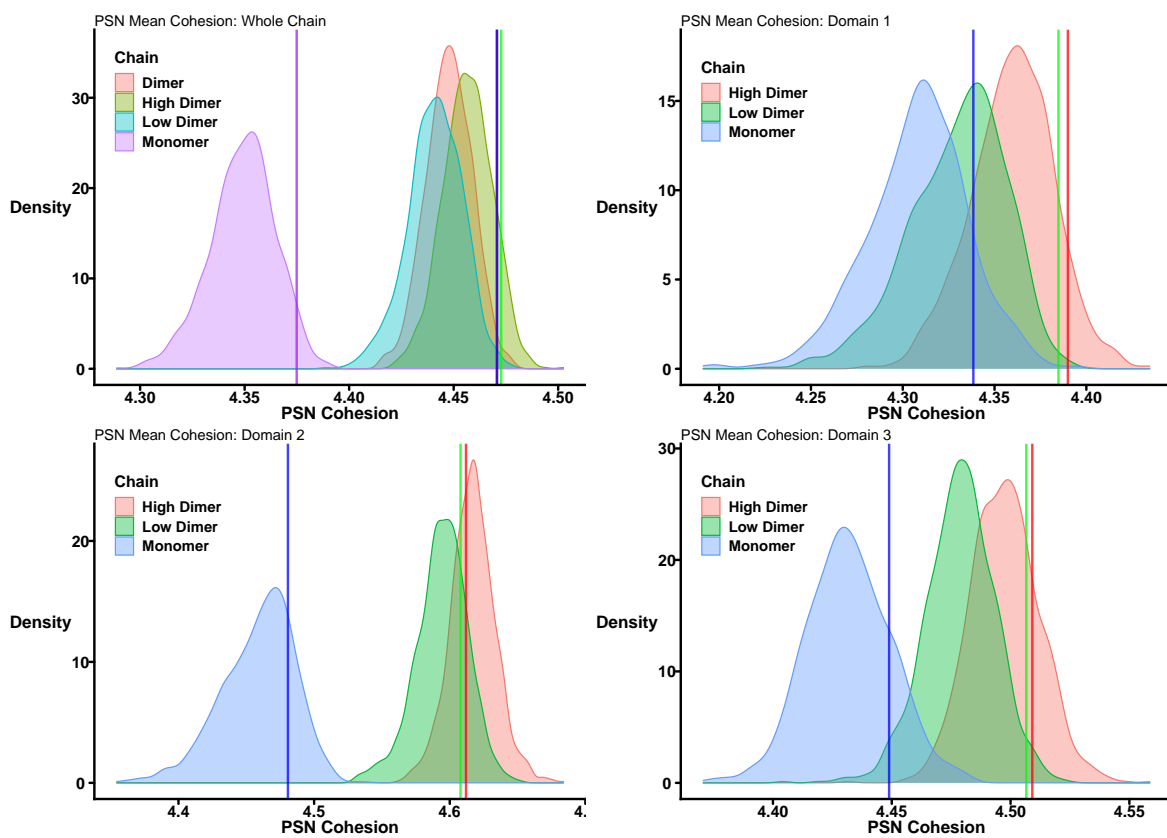 PSN Mean Cohesion: Whole Chain
Chain
Dimer
High Dimer
Low Dimer
Monomer
30
20
10
0
Density
4.30
4.35
4.40
4.45
4.50
PSN Cohesion
PSN Mean Cohesion: Domain 1
Chain
High Dimer
Low Dimer
Monomer
15
10
5
0
Density
4.20
4.25
4.30
4.35
4.40
PSN Cohesion
PSN Mean Cohesion: Domain 2
Chain
High Dimer
Low Dimer
Monomer
20
10
0
Density
4.4
4.5
4.6
4.
PSN Cohesion
PSN Mean Cohesion: Domain 3
Chain
High Dimer
Low Dimer
Monomer
30
20
10
0
Density
4.40
4.45
4.50
4.55
PSN Cohesion